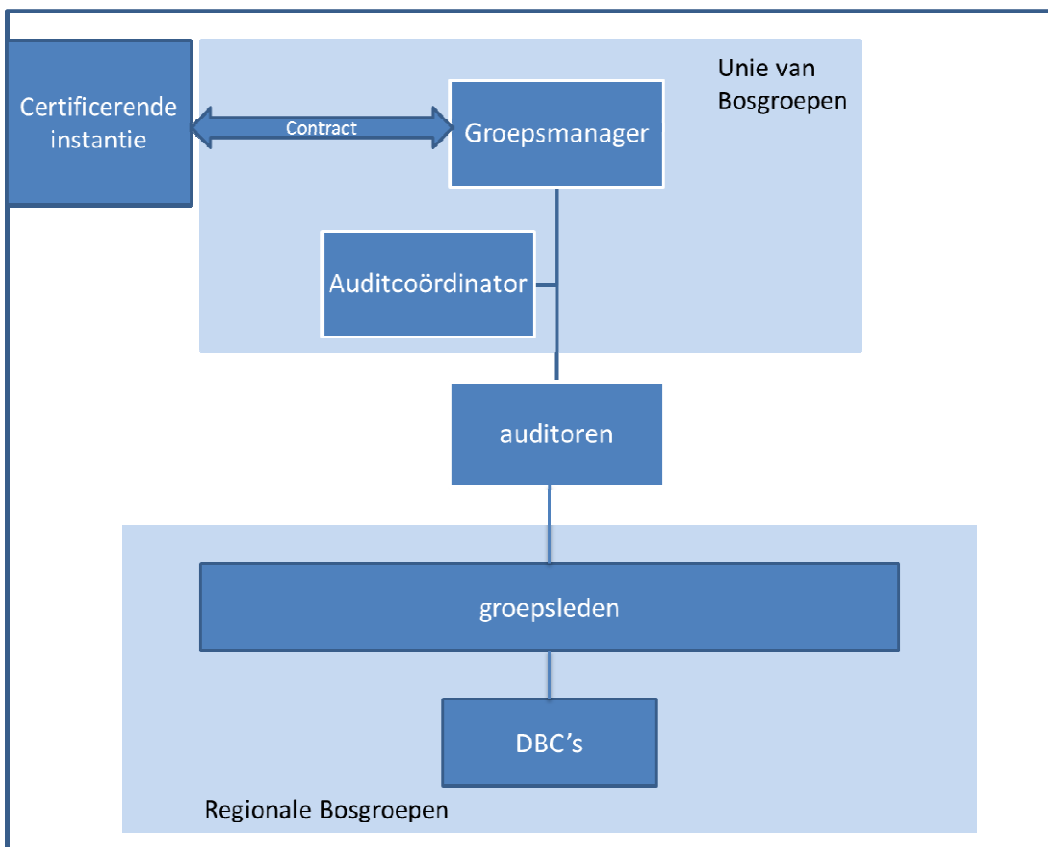 Certificerende
instantie
Contract
Groepsmanager
Unie van
Bosgroepen
Auditcoördinator
auditoren
groepsleden
DBC's
Regionale Bosgroepen